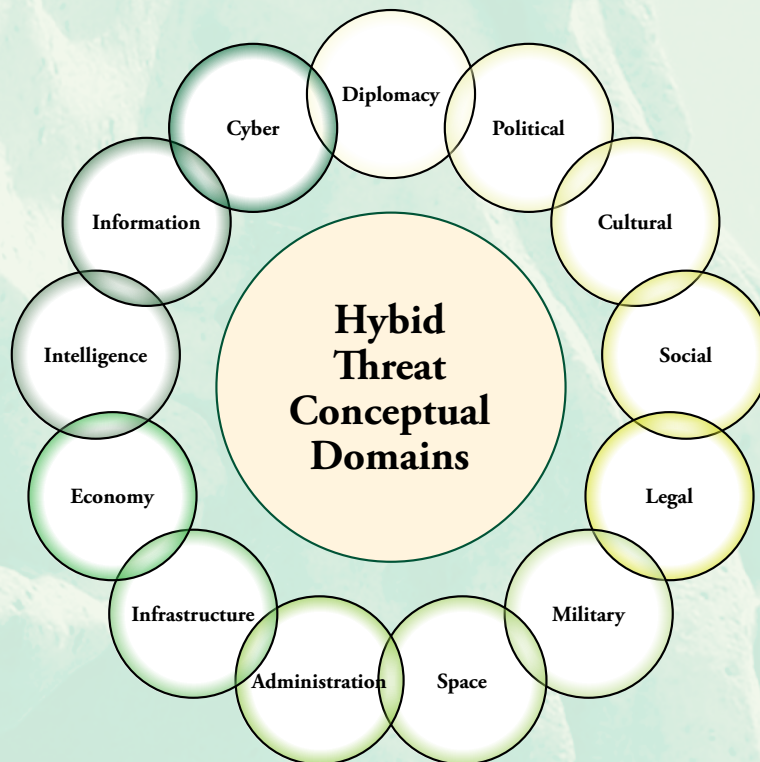 Diplomacy
Political
Cultural
Social
Legal
Military
Space
Administration
Infrastructure
Economy
Intelligence
Information
Cyber
Hybid
Threat
Conceptual
Domains